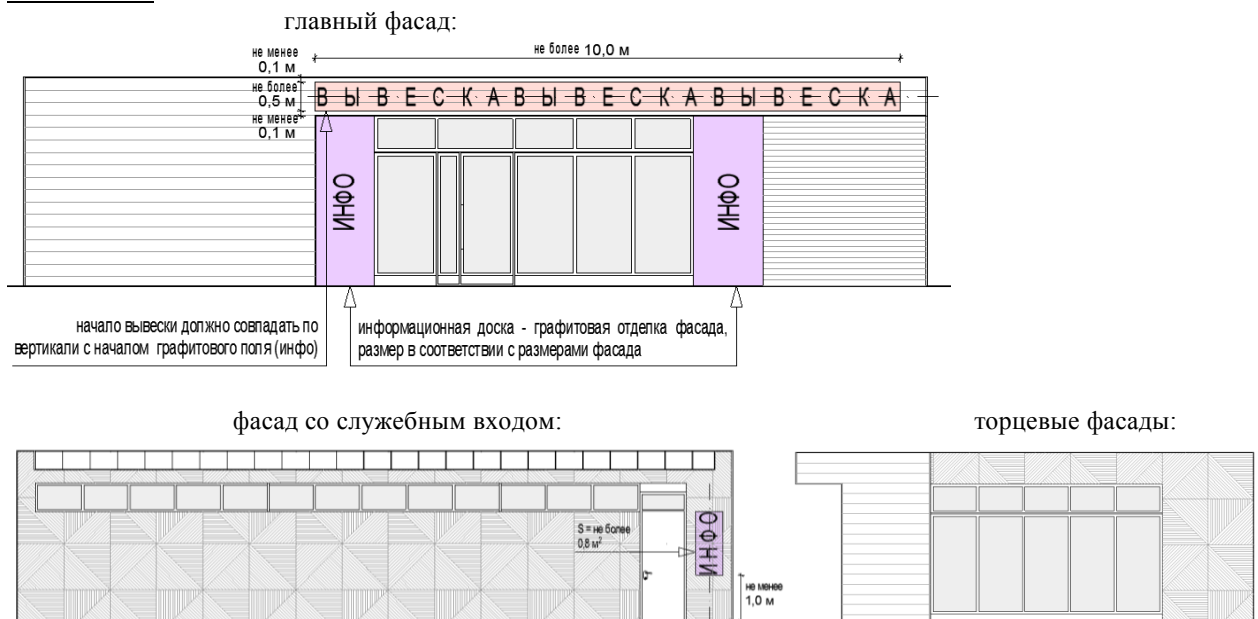 главный фасад:
не менее
0,1 м
не более 10,0 м
не более
0,5 м
ВЫВЕСКАВЫВЕСКАВЫВЕСКА
не менее
0,1 м
ИНФО
ИНФО
начало вывески должно совпадать по
вертикали с началом графитового поля (инфо)
информационная доска - графитовая отделка фасада,
размер в соответствии с размерами фасада
фасад со служебным входом:
торцевые фасады:
S = не более
0,8 м²
ИНФО
не менее
1,0 м